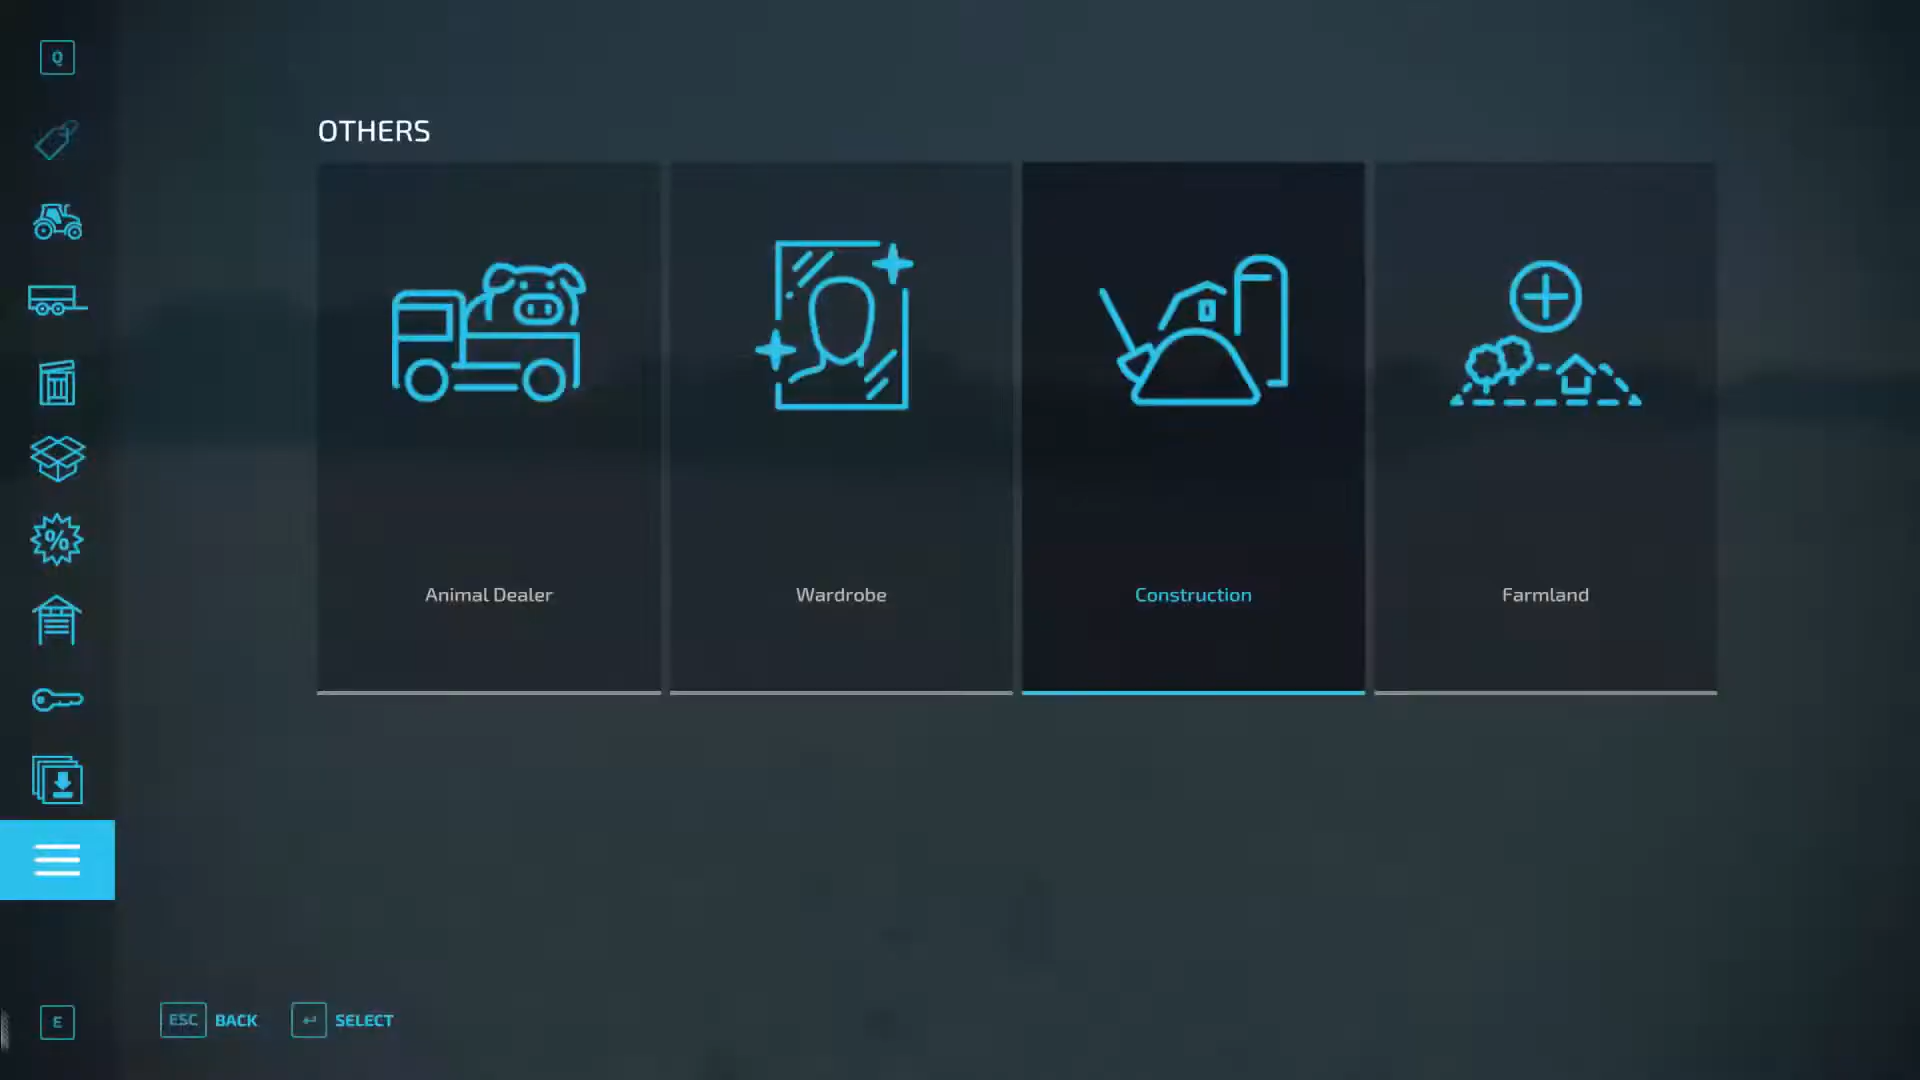 Q
OTHERS
%
Animal Dealer
Wardrobe
Construction
Farmland
E
ESC BACK
↵ SELECT